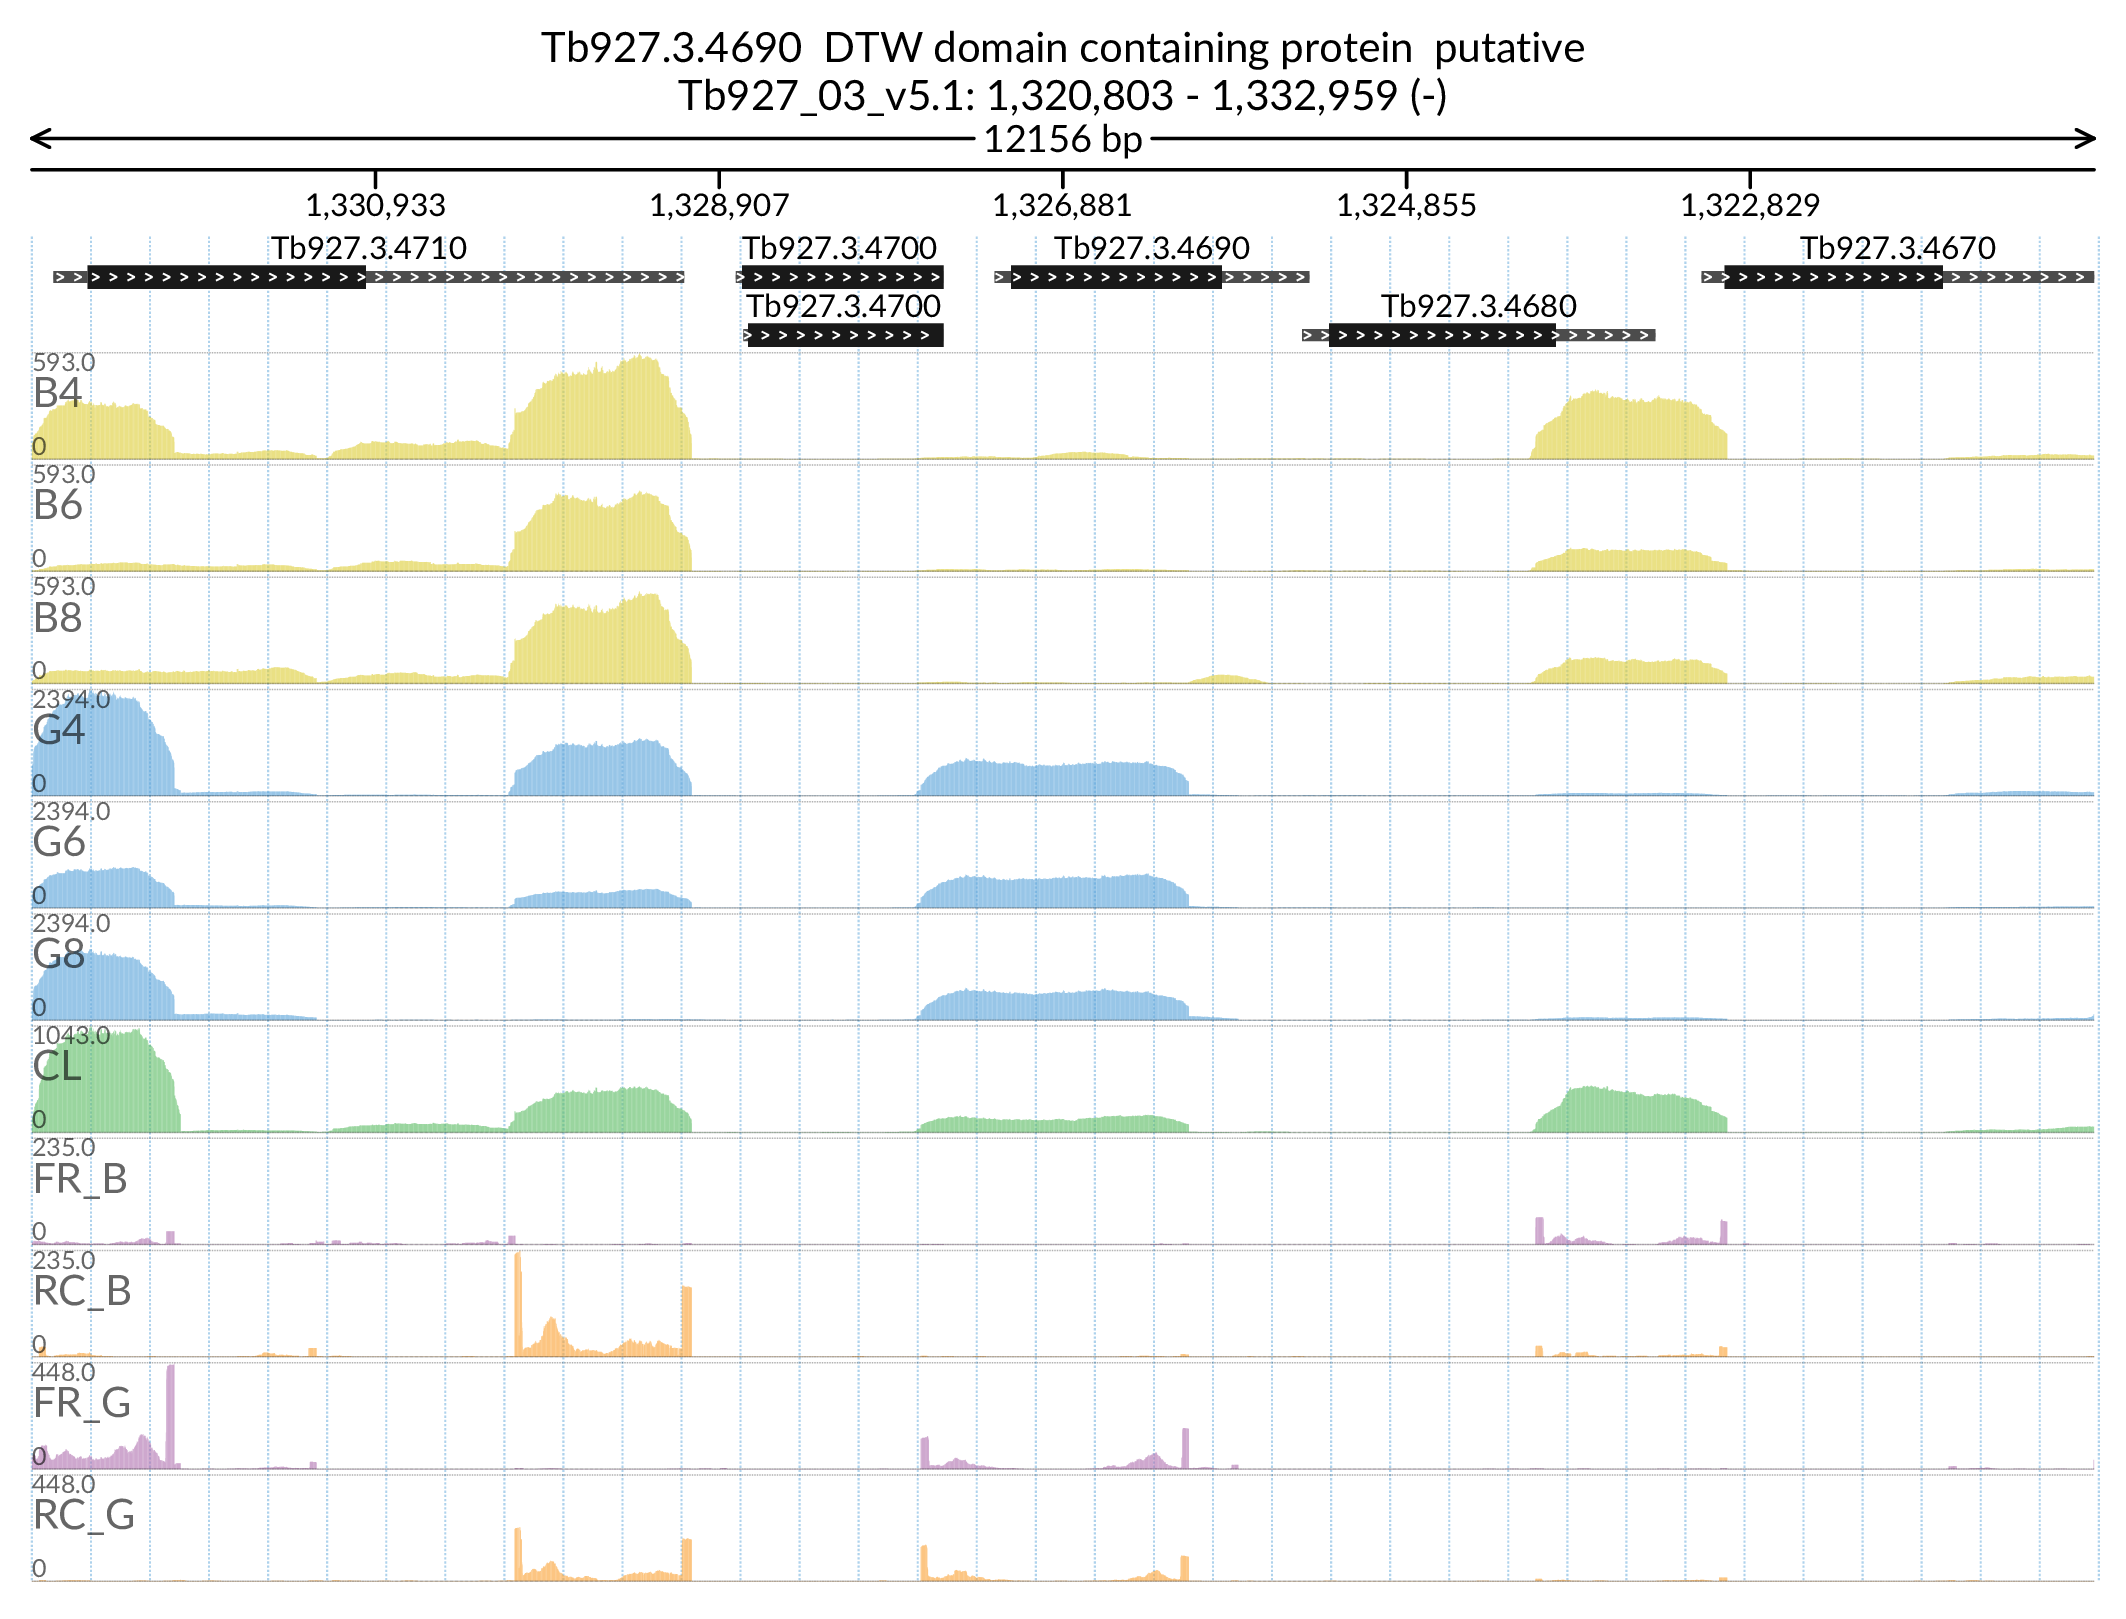 Tb927.3.4690  DTW domain containing protein  putative
Tb927_03_v5.1: 1,320,803 - 1,332,959 (-)
12156 bp
1,330,933 1,328,907 1,326,881 1,324,855 1,322,829
Tb927.3.4710 Tb927.3.4700 Tb927.3.4690 Tb927.3.4670
Tb927.3.4700 Tb927.3.4680
593.0
B4
0
593.0
B6
0
593.0
B8
0
2394.0
G4
0
2394.0
G6
0
2394.0
G8
0
1043.0
CL
0
235.0
FR_B
0
235.0
RC_B
0
448.0
FR_G
0
448.0
RC_G
0